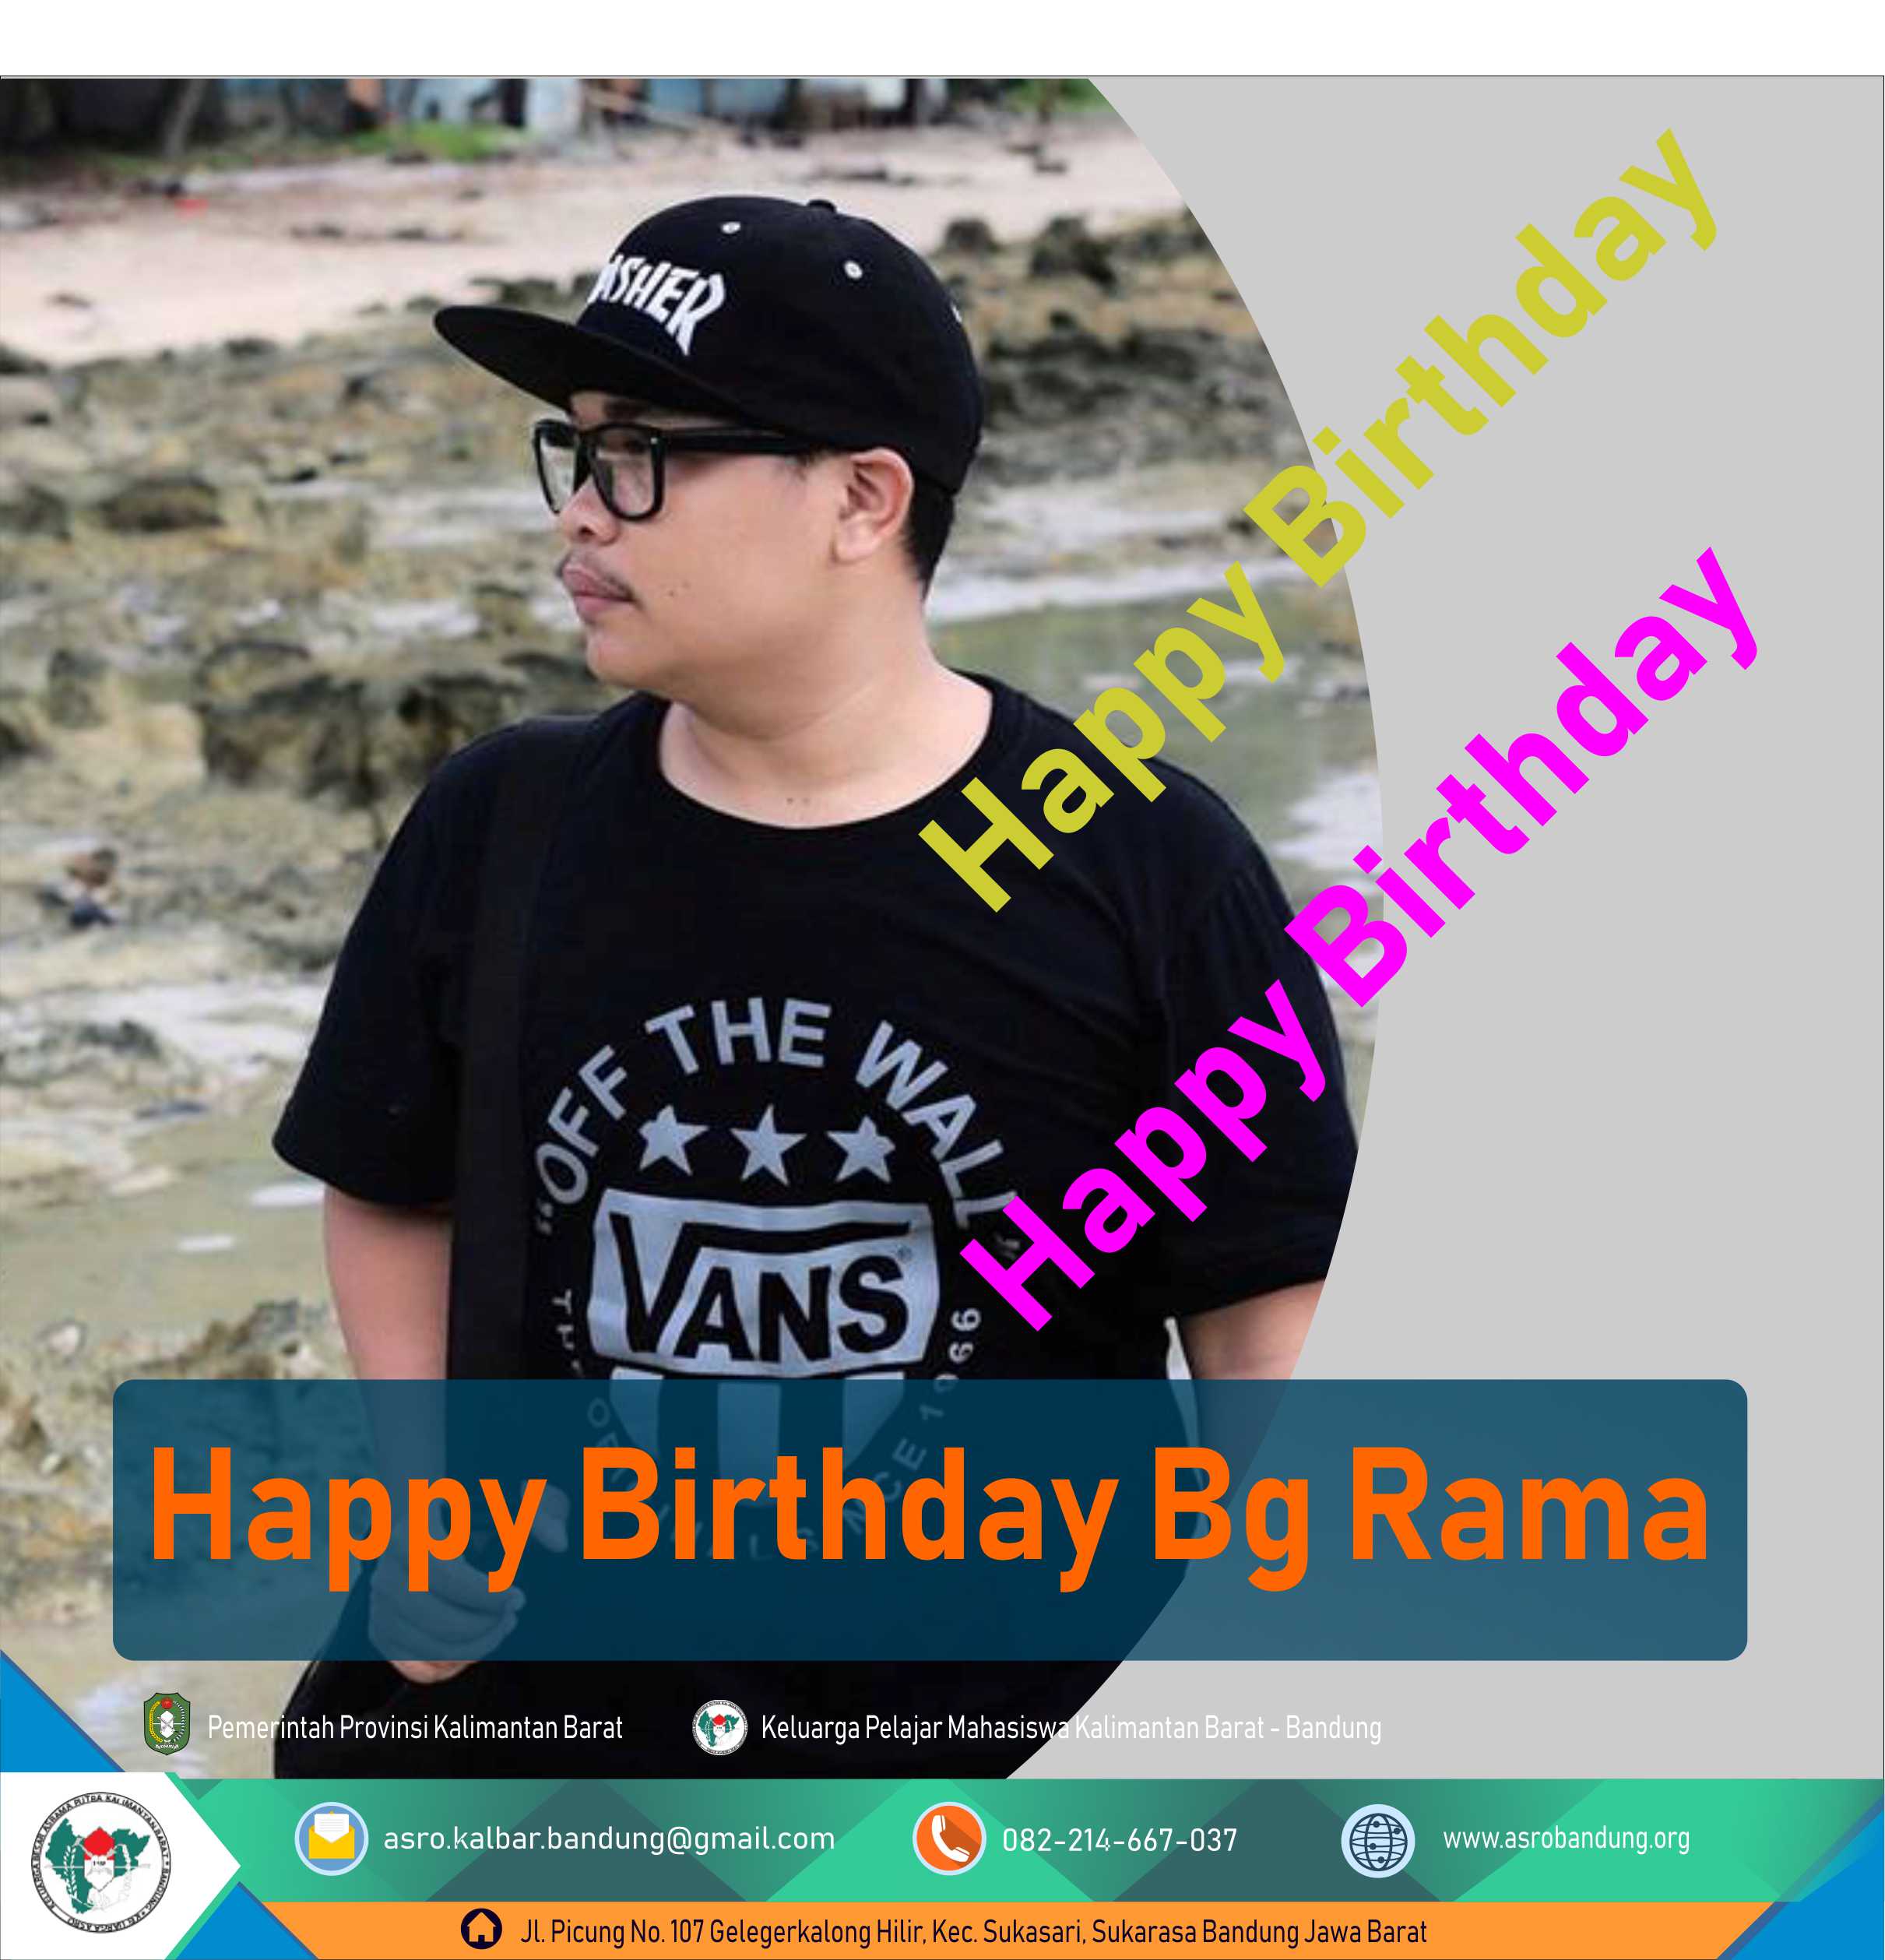 Happy Birthday
Happy Birthday
ASHER
"OFF THE WALL"
VANS
Happy Birthday Bg Rama
Pemerintah Provinsi Kalimantan Barat
Keluarga Pelajar Mahasiswa Kalimantan Barat - Bandung
asro.kalbar.bandung@gmail.com
082-214-667-037
www.asrobandung.org
Jl. Picung No. 107 Gelegerkalong Hilir, Kec. Sukasari, Sukarasa Bandung Jawa Barat